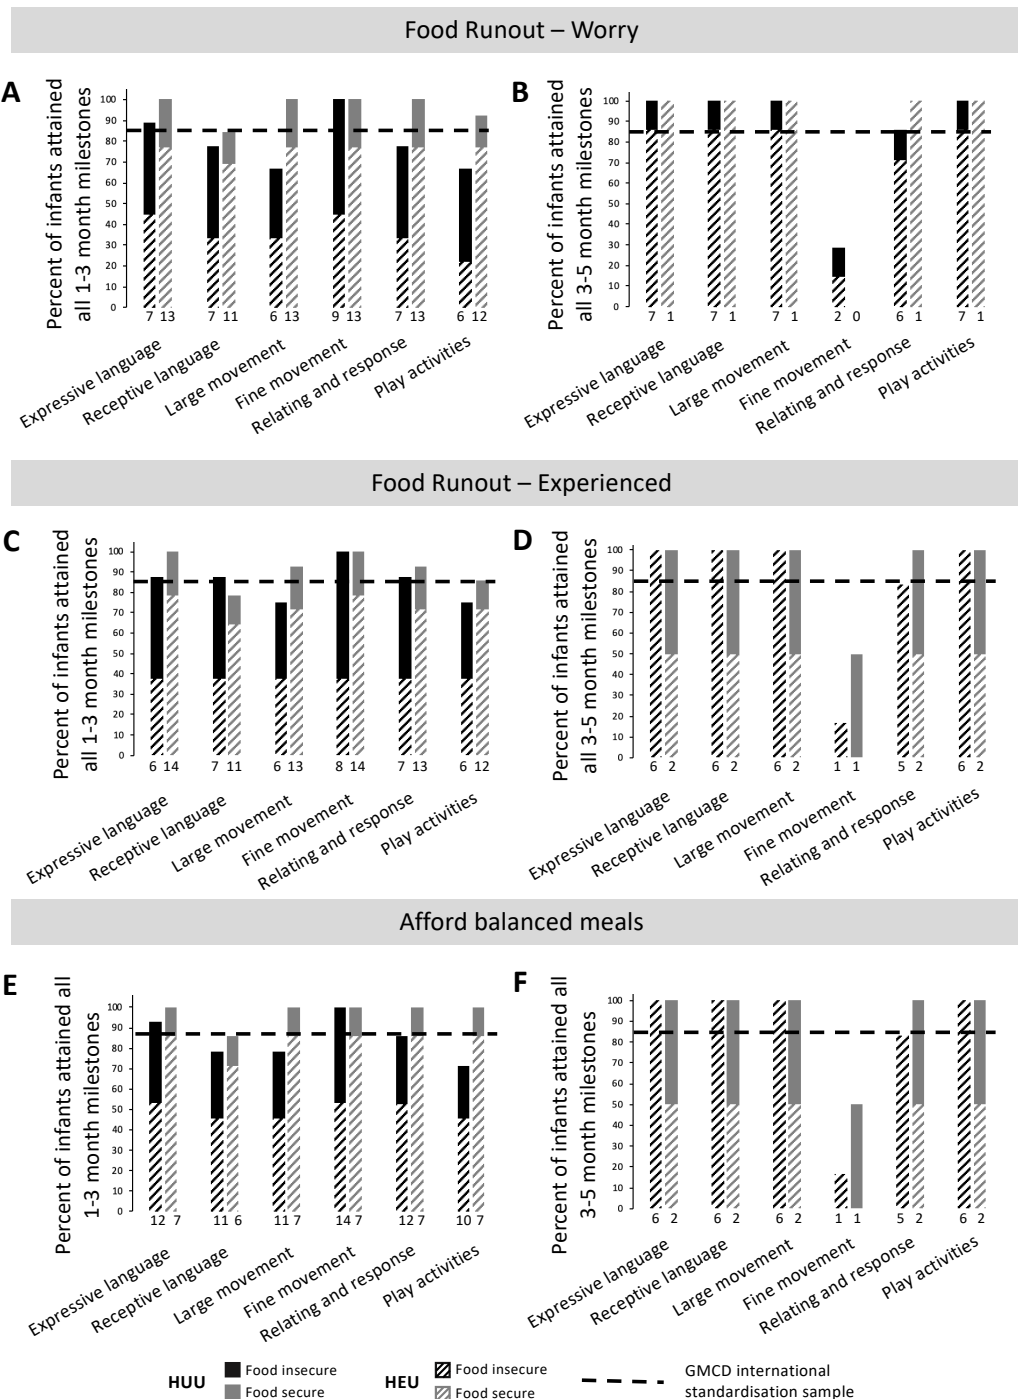 Food Runout – Worry
A
Percent of infants attained
all 1-3 month milestones
100
90
80
70
60
50
40
30
20
10
0
7 13 7 11 6 13 9 13 7 13 6 12
Expressive language
Receptive language
Large movement
Fine movement
Relating and response
Play activities
B
Percent of infants attained
all 3-5 month milestones
100
90
80
70
60
50
40
30
20
10
0
7 1 7 1 7 1 2 0 6 1 7 1
Expressive language
Receptive language
Large movement
Fine movement
Relating and response
Play activities
Food Runout – Experienced
C
Percent of infants attained
all 1-3 month milestones
100
90
80
70
60
50
40
30
20
10
0
6 14 7 11 6 13 8 14 7 13 6 12
Expressive language
Receptive language
Large movement
Fine movement
Relating and response
Play activities
D
Percent of infants attained
all 3-5 month milestones
100
90
80
70
60
50
40
30
20
10
0
6 2 6 2 6 2 1 1 5 2 6 2
Expressive language
Receptive language
Large movement
Fine movement
Relating and response
Play activities
Afford balanced meals
E
Percent of infants attained all
1-3 month milestones
100
90
80
70
60
50
40
30
20
10
0
12 7 11 6 11 7 14 7 12 7 10 7
Expressive language
Receptive language
Large movement
Fine movement
Relating and response
Play activities
F
Percent of infants attained all
3-5 month milestones
100
90
80
70
60
50
40
30
20
10
0
6 2 6 2 6 2 1 1 5 2 6 2
Expressive language
Receptive language
Large movement
Fine movement
Relating and response
Play activities
HUU
Food insecure
Food secure
HEU
Food insecure
Food secure
GMCD international
standardisation sample